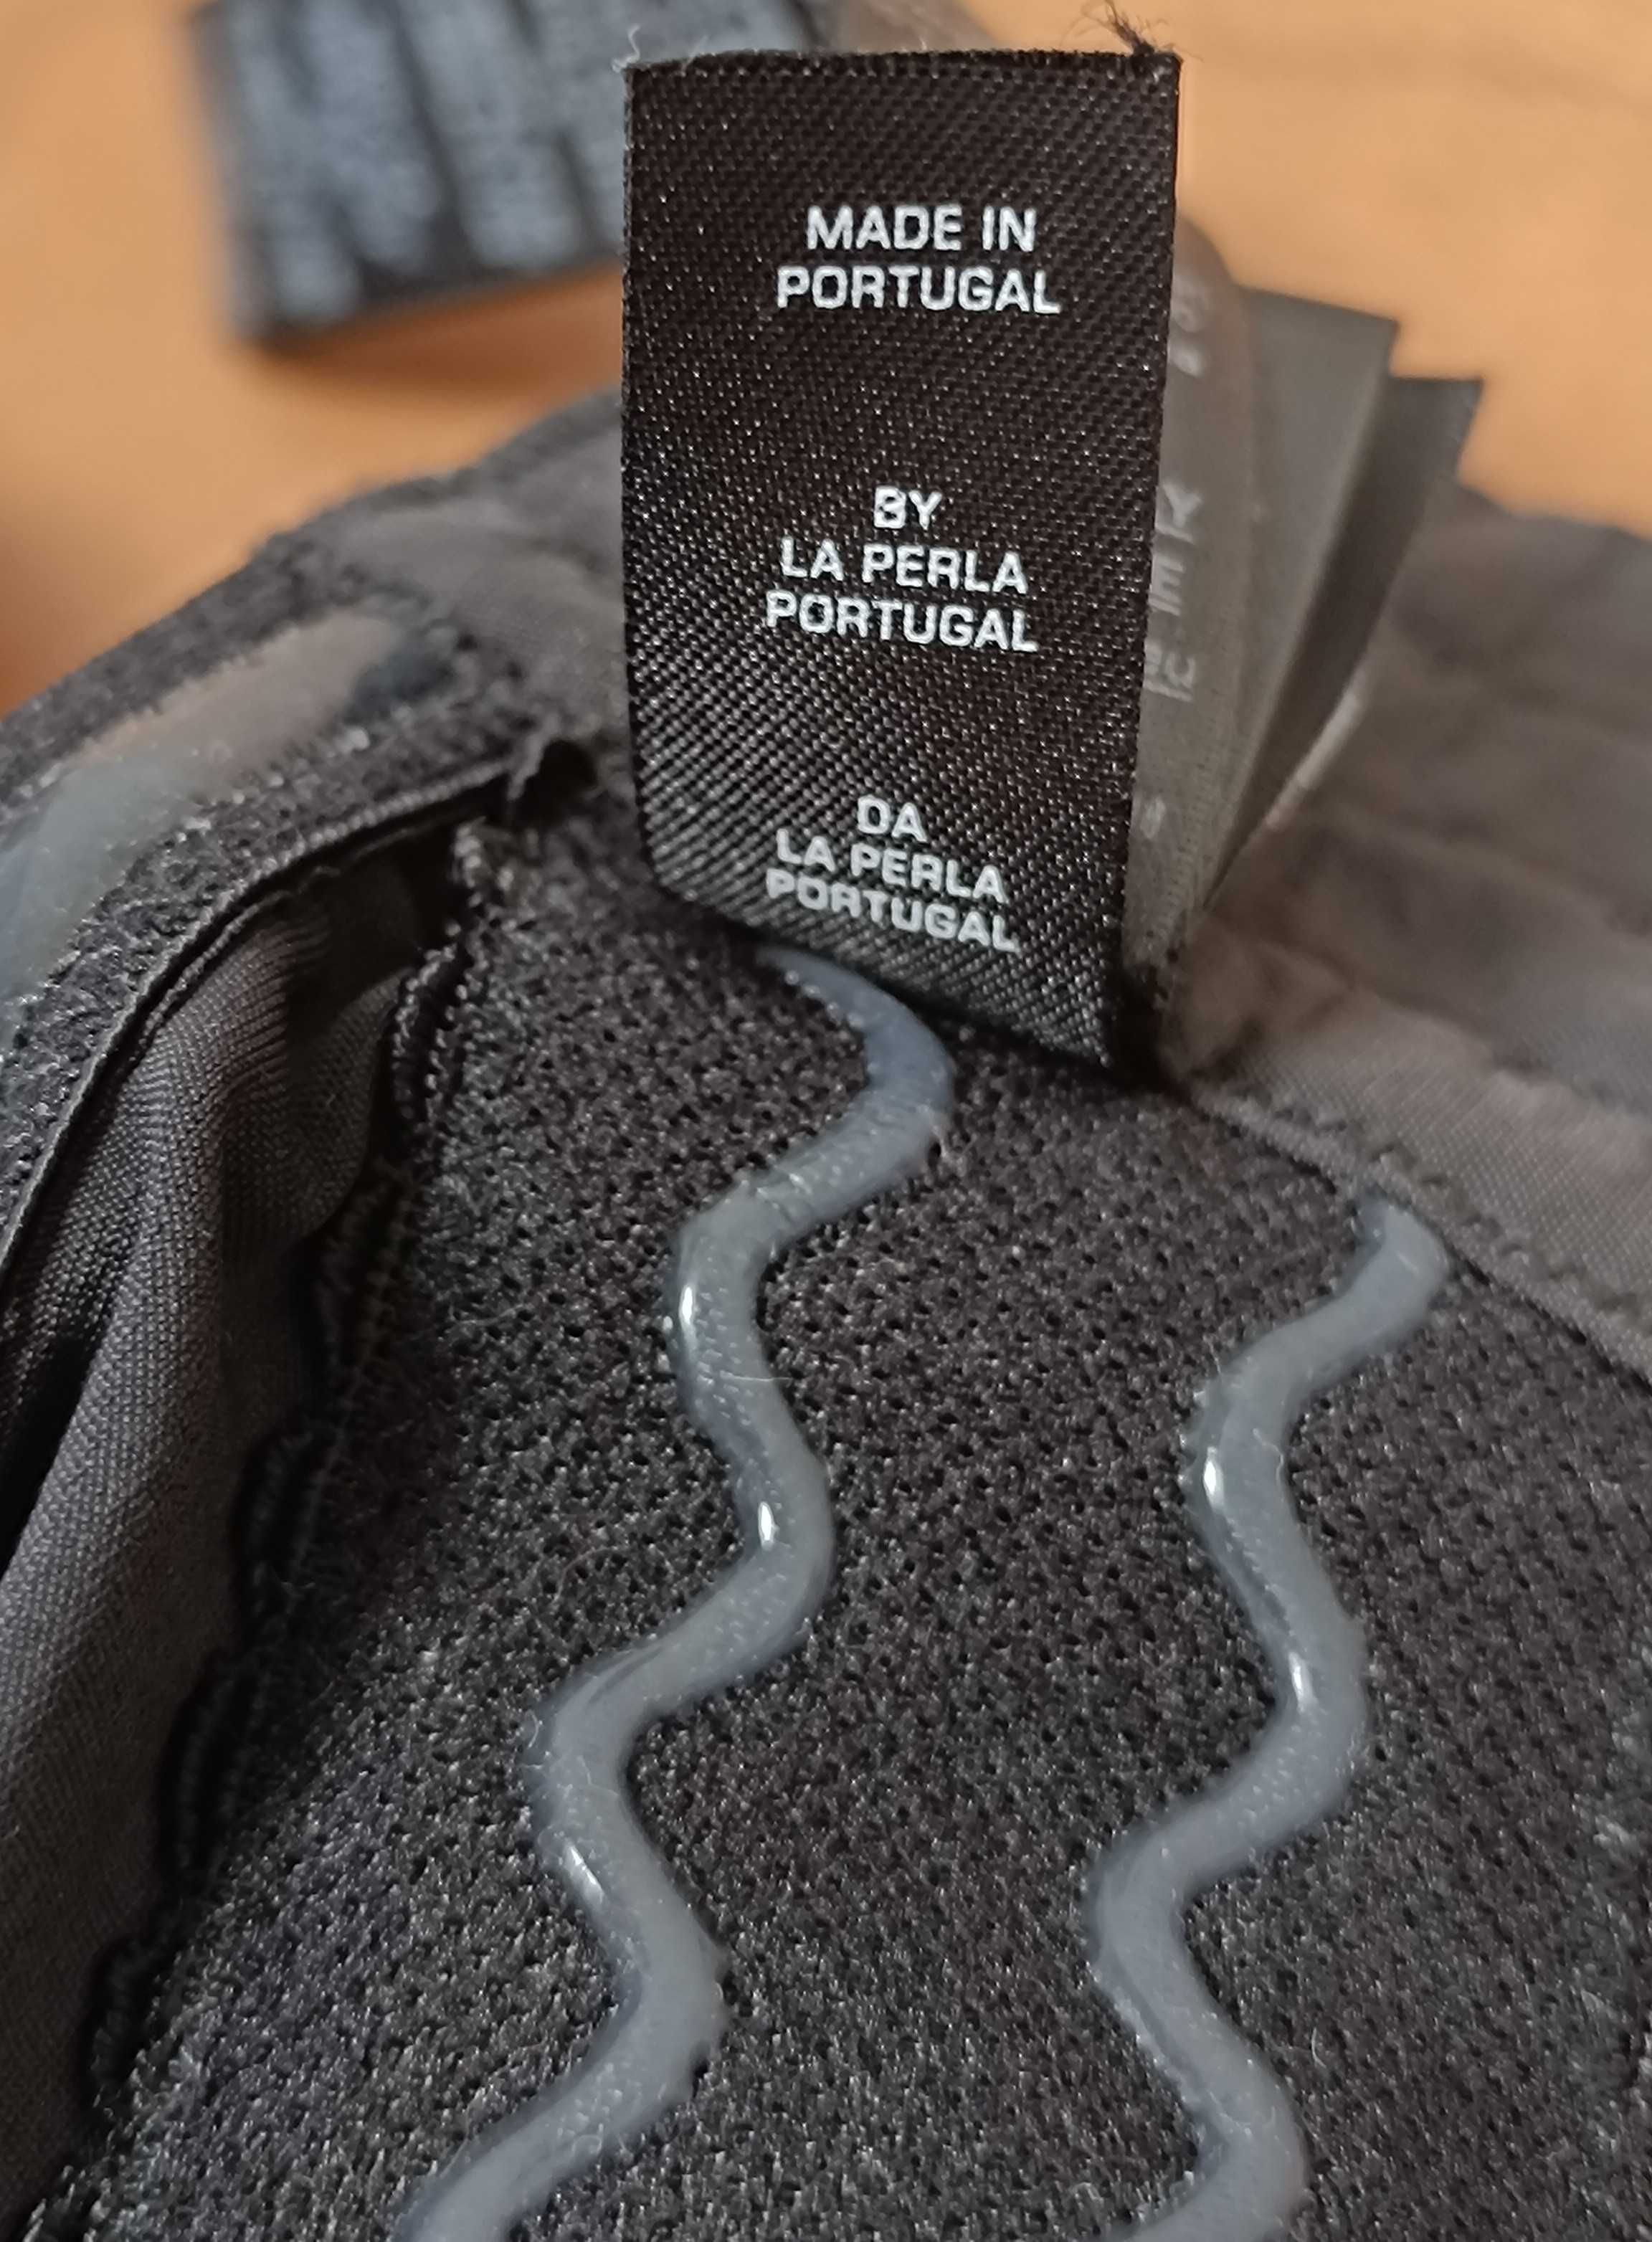 MADE IN
PORTUGAL
BY
LA PERLA
PORTUGAL
DA
LA PERLA
PORTUGAL